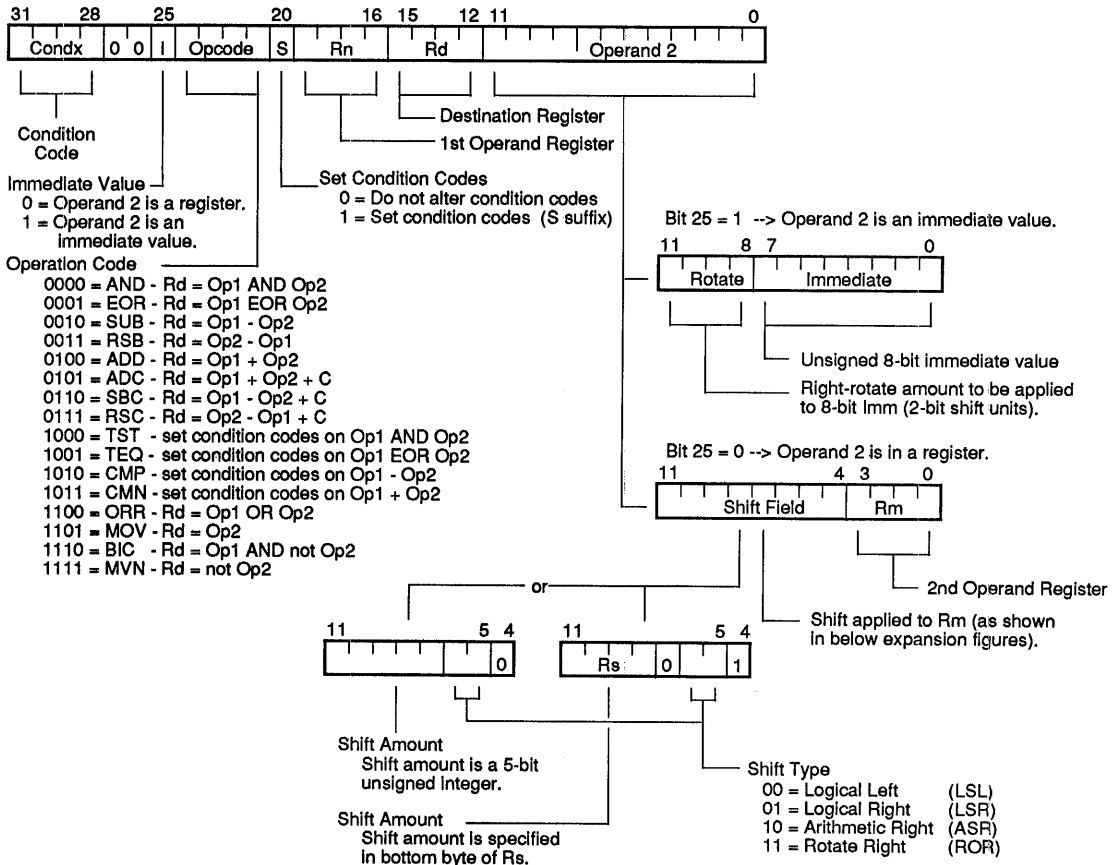 31 28 25 20 16 15 12 11 0
Condx 0 0 I Opcode S Rn Rd Operand 2
Destination Register
1st Operand Register
Condition
Code
Immediate Value
0 = Operand 2 is a register.
1 = Operand 2 is an
immediate value.
Set Condition Codes
0 = Do not alter condition codes
1 = Set condition codes (S suffix)
Operation Code
0000 = AND - Rd = Op1 AND Op2
0001 = EOR - Rd = Op1 EOR Op2
0010 = SUB - Rd = Op1 - Op2
0011 = RSB - Rd = Op2 - Op1
0100 = ADD - Rd = Op1 + Op2
0101 = ADC - Rd = Op1 + Op2 + C
0110 = SBC - Rd = Op1 - Op2 + C
0111 = RSC - Rd = Op2 - Op1 + C
1000 = TST - set condition codes on Op1 AND Op2
1001 = TEQ - set condition codes on Op1 EOR Op2
1010 = CMP - set condition codes on Op1 - Op2
1011 = CMN - set condition codes on Op1 + Op2
1100 = ORR - Rd = Op1 OR Op2
1101 = MOV - Rd = Op2
1110 = BIC - Rd = Op1 AND not Op2
1111 = MVN - Rd = not Op2
Bit 25 = 1 --> Operand 2 is an immediate value.
11 8 7 0
Rotate Immediate
Unsigned 8-bit immediate value
Right-rotate amount to be applied
to 8-bit Imm (2-bit shift units).
Bit 25 = 0 --> Operand 2 is in a register.
11 4 3 0
Shift Field Rm
2nd Operand Register
Shift applied to Rm (as shown
in below expansion figures).
or
11 5 4
0
11 5 4
Rs 0 1
Shift Amount
Shift amount is a 5-bit
unsigned integer.
Shift Amount
Shift amount is specified
in bottom byte of Rs.
Shift Type
00 = Logical Left (LSL)
01 = Logical Right (LSR)
10 = Arithmetic Right (ASR)
11 = Rotate Right (ROR)